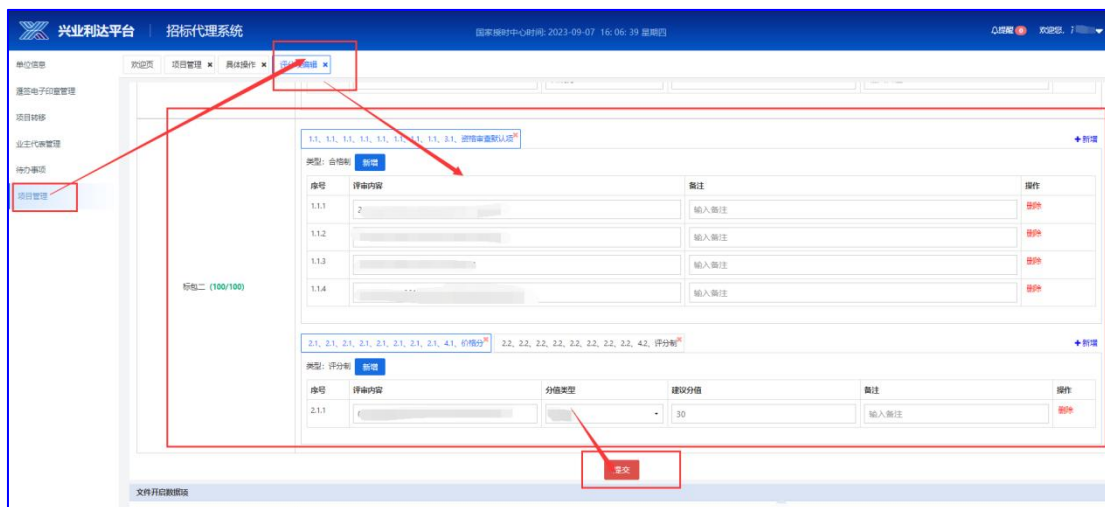 兴业利达平台 招标代理系统 国家授时中心时间: 2023-09-07 16:06:39 星期四 提醒 0 欢迎您,
单位信息 欢迎页 项目管理 × 具体操作 × 编辑 ×
遗签电子印章管理
项目转移
业主代表管理
待办事项
项目管理
1.1、1.1、1.1、1.1、1.1、1.1、1.1、1.1、3.1、资格审查默认项 × +新增
类型: 合格制 新增
序号 评审内容 备注 操作
1.1.1 2 输入备注 删除
1.1.2 输入备注 删除
1.1.3 输入备注 删除
1.1.4 输入备注 删除
标包二 (100/100)
2.1、2.1、2.1、2.1、2.1、2.1、2.1、2.1、4.1、价格分 × 2.2、2.2、2.2、2.2、2.2、2.2、2.2、2.2、4.2、评分制 × +新增
类型: 评分制 新增
序号 评审内容 分值类型 建议分值 备注 操作
2.1.1 30 输入备注 删除
提交
文件开启数据项